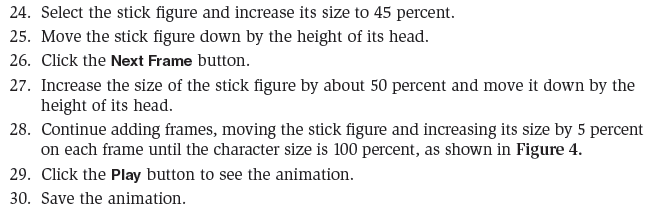 24. Select the stick figure and increase its size to 45 percent.
25. Move the stick figure down by the height of its head.
26. Click the Next Frame button.
27. Increase the size of the stick figure by about 50 percent and move it down by the
height of its head.
28. Continue adding frames, moving the stick figure and increasing its size by 5 percent
on each frame until the character size is 100 percent, as shown in Figure 4.
29. Click the Play button to see the animation.
30. Save the animation.